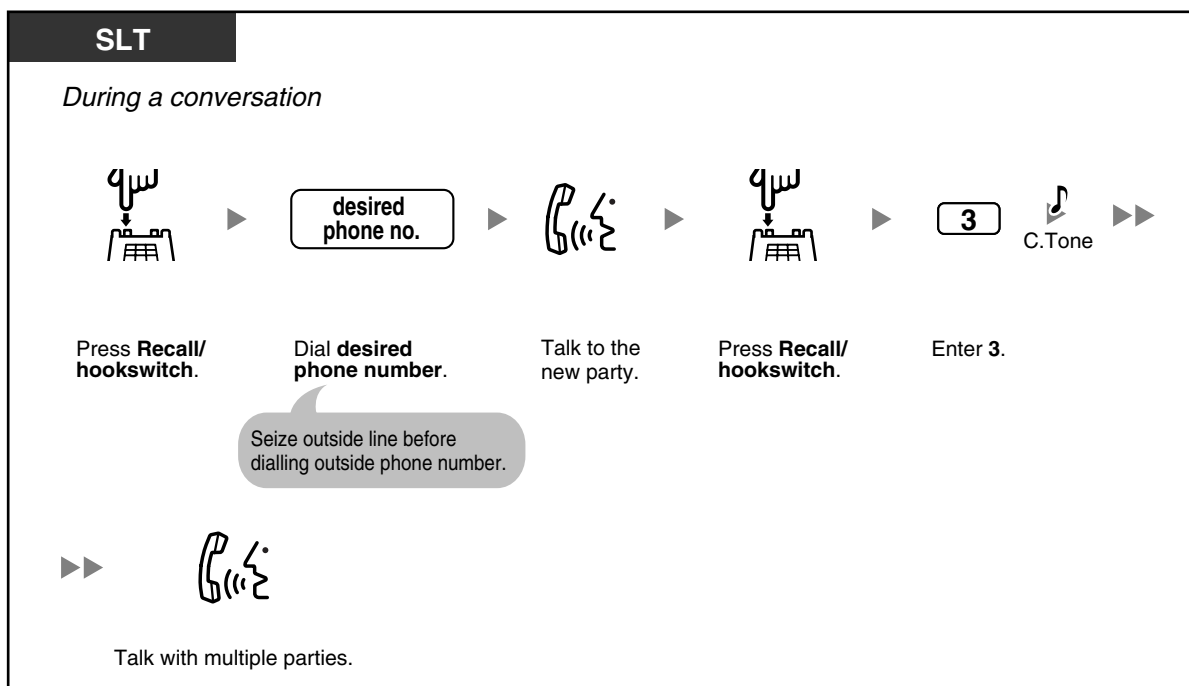 SLT
During a conversation
desired
phone no.
3
C.Tone
Press Recall/
hookswitch.
Dial desired
phone number.
Talk to the
new party.
Press Recall/
hookswitch.
Enter 3.
Seize outside line before
dialling outside phone number.
Talk with multiple parties.